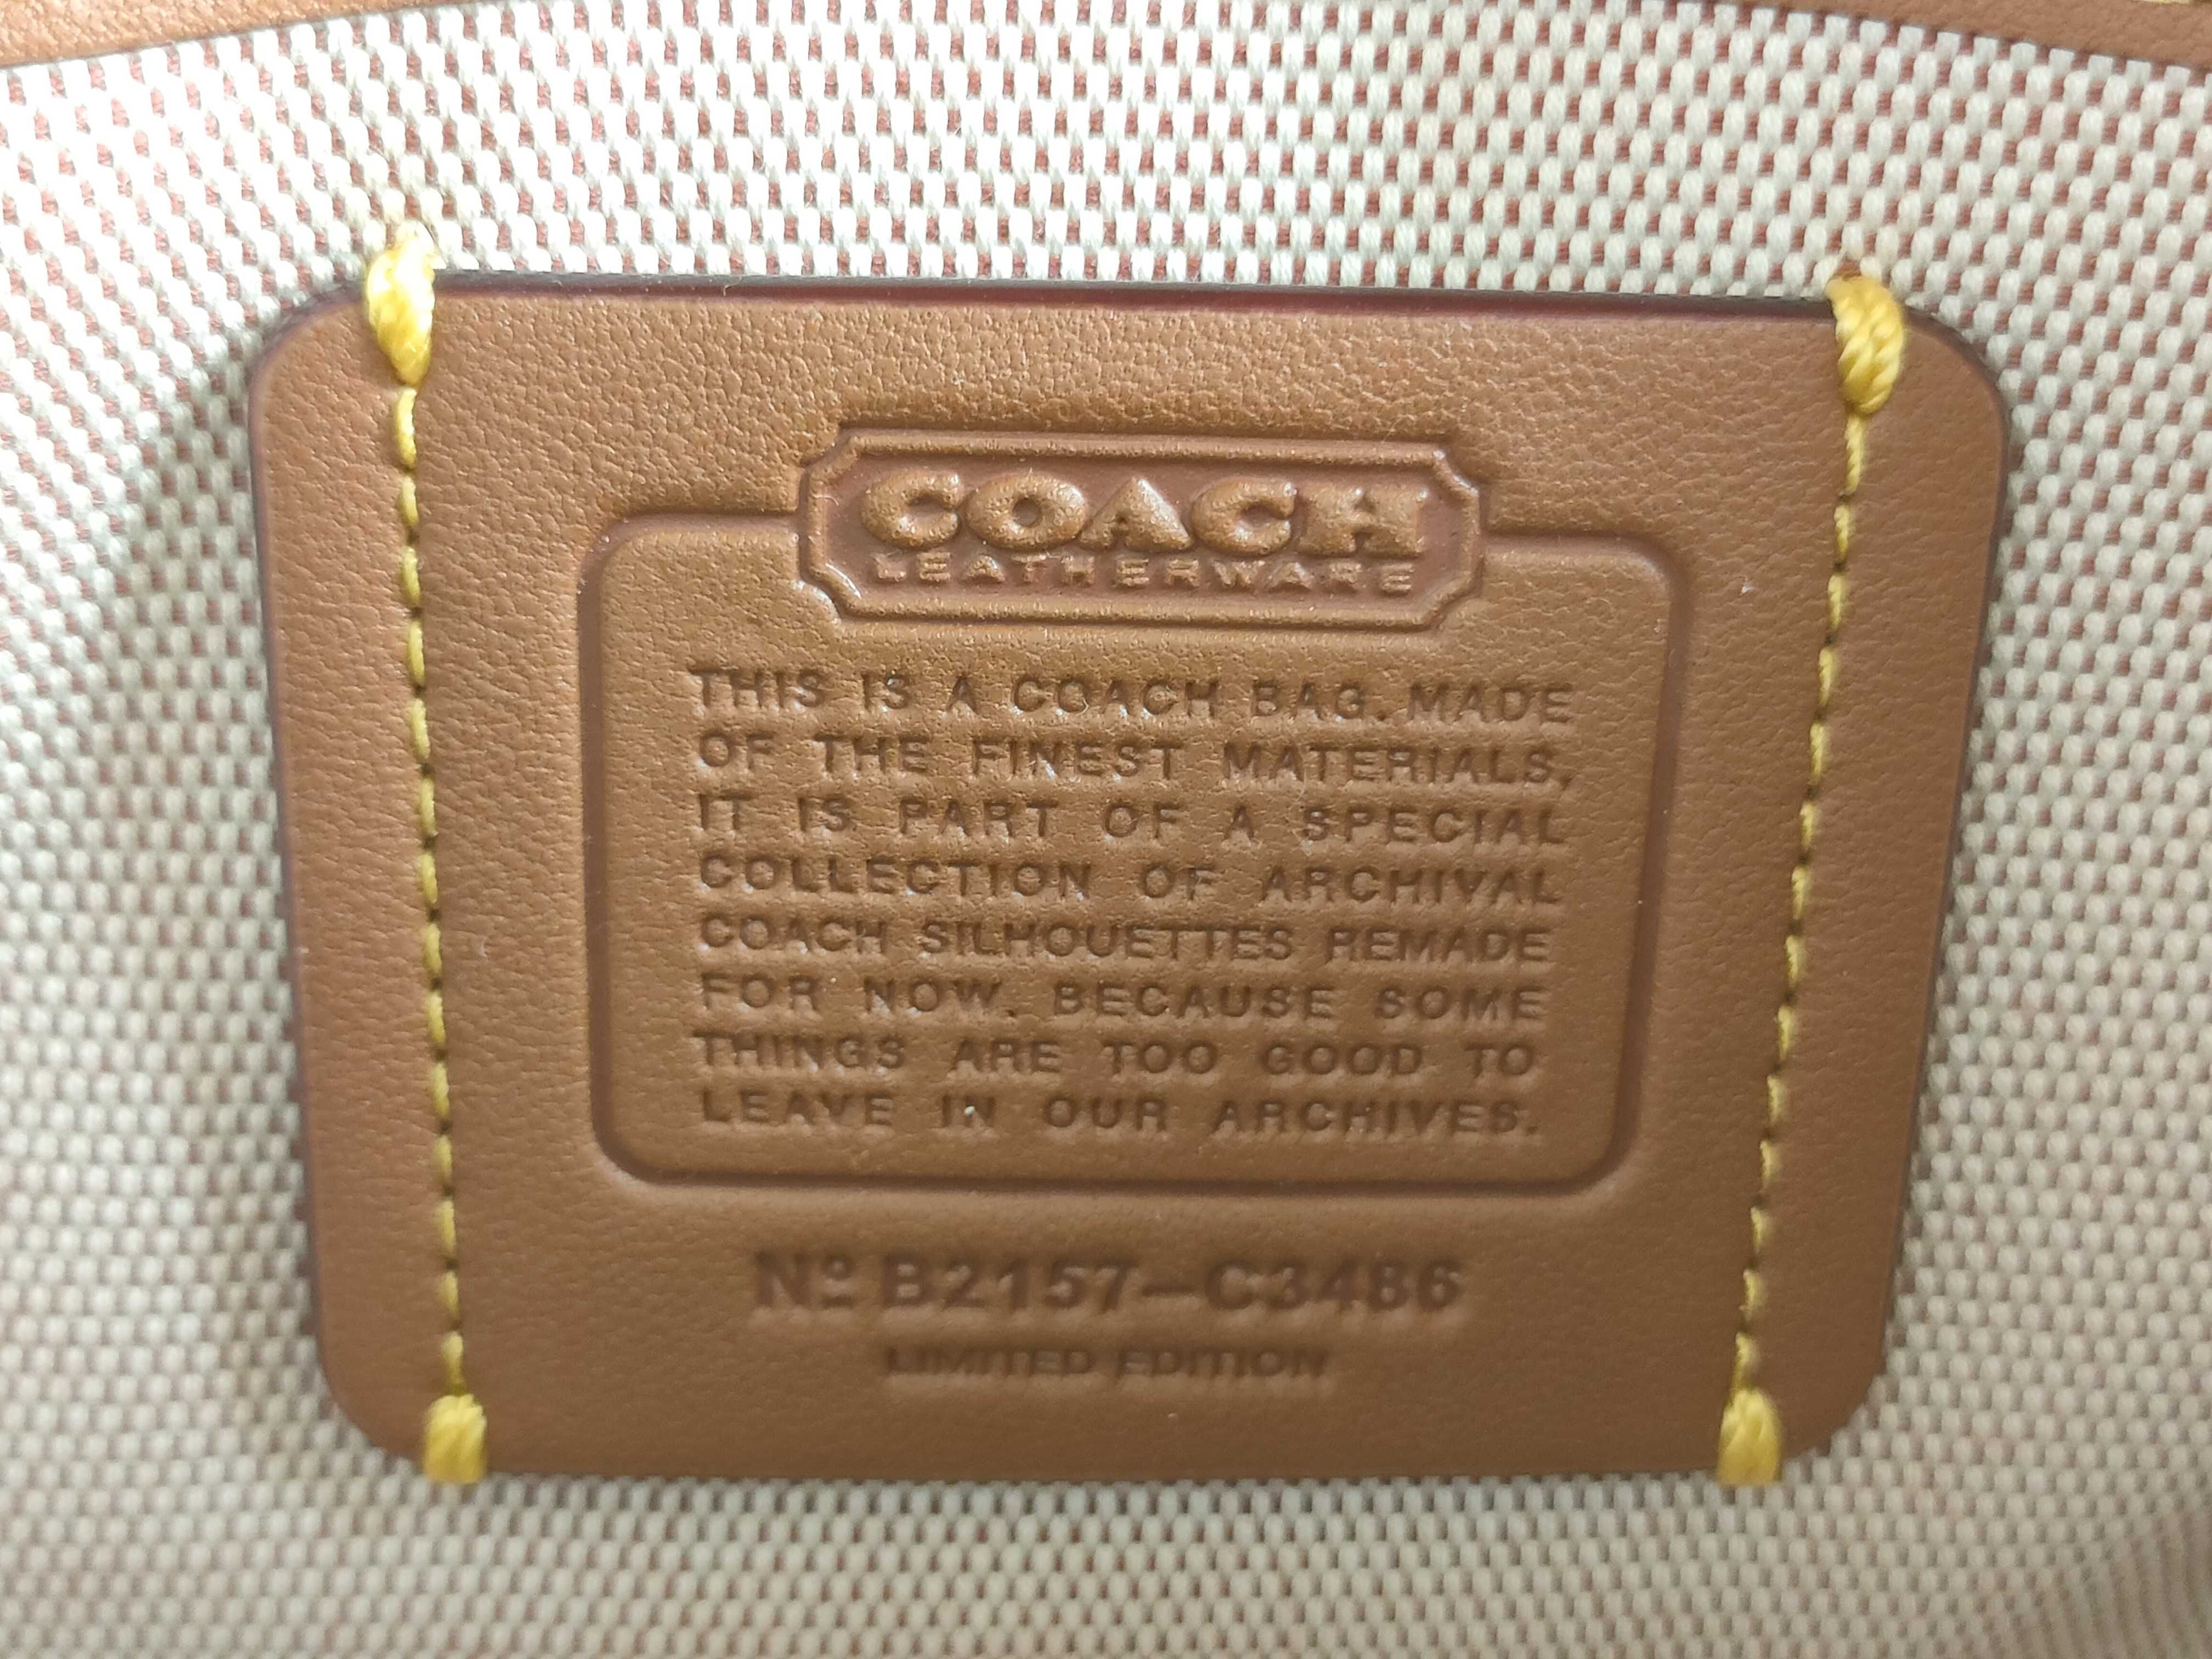 COACH
LEATHERWARE
THIS IS A COACH BAG. MADE
OF THE FINEST MATERIALS,
IT IS PART OF A SPECIAL
COLLECTION OF ARCHIVAL
COACH SILHOUETTES REMADE
FOR NOW. BECAUSE SOME
THINGS ARE TOO GOOD TO
LEAVE IN OUR ARCHIVES.
Nº B2157-C3486
LIMITED EDITION